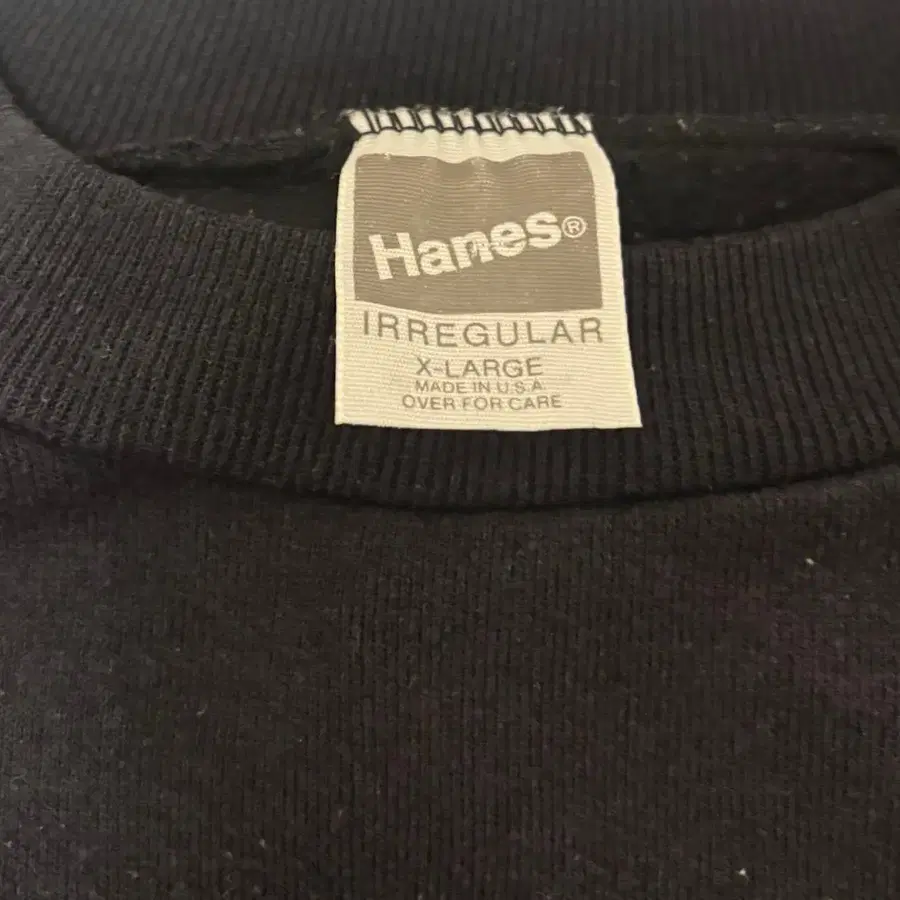 Hanes®
IRREGULAR
X-LARGE
MADE IN U.S.A.
OVER FOR CARE